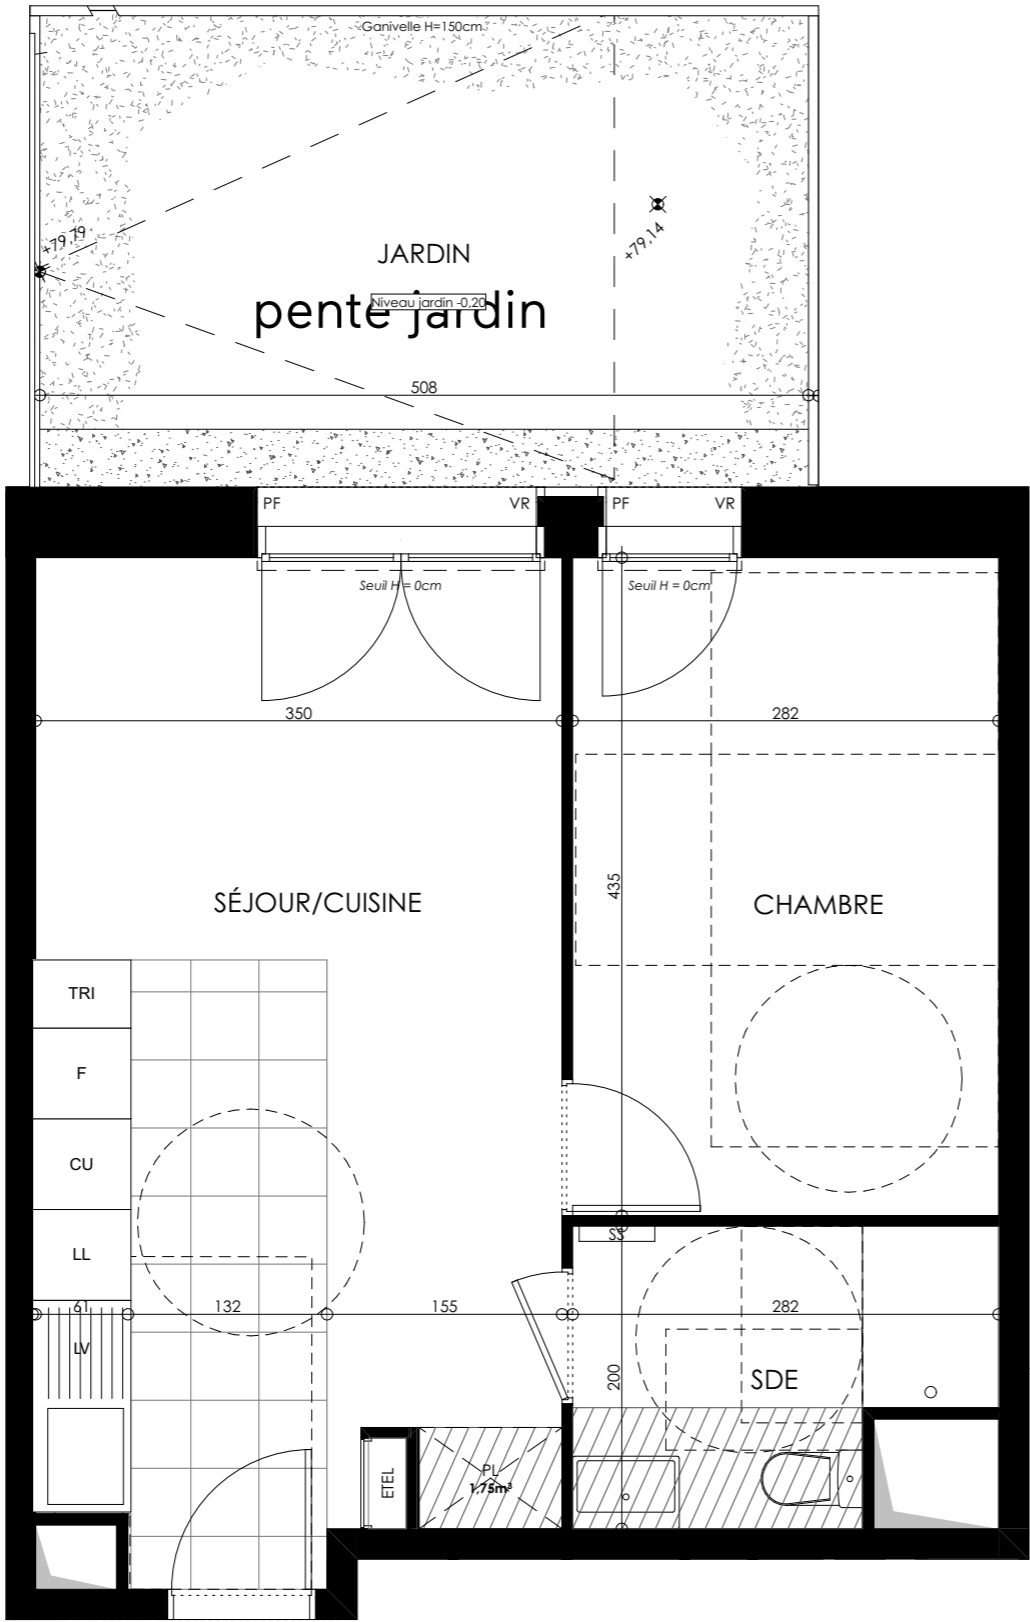 Ganivelle H=150cm
+79,79
+79,14
JARDIN
Niveau jardin -0,20
pente jardin
508
PF
VR
PF
VR
Seuil H = 0cm
Seuil H = 0cm
350
282
435
SÉJOUR/CUISINE
CHAMBRE
TRI
F
CU
LL
SS
61
132
155
282
LV
200
SDE
ETEL
PL
1,75m³